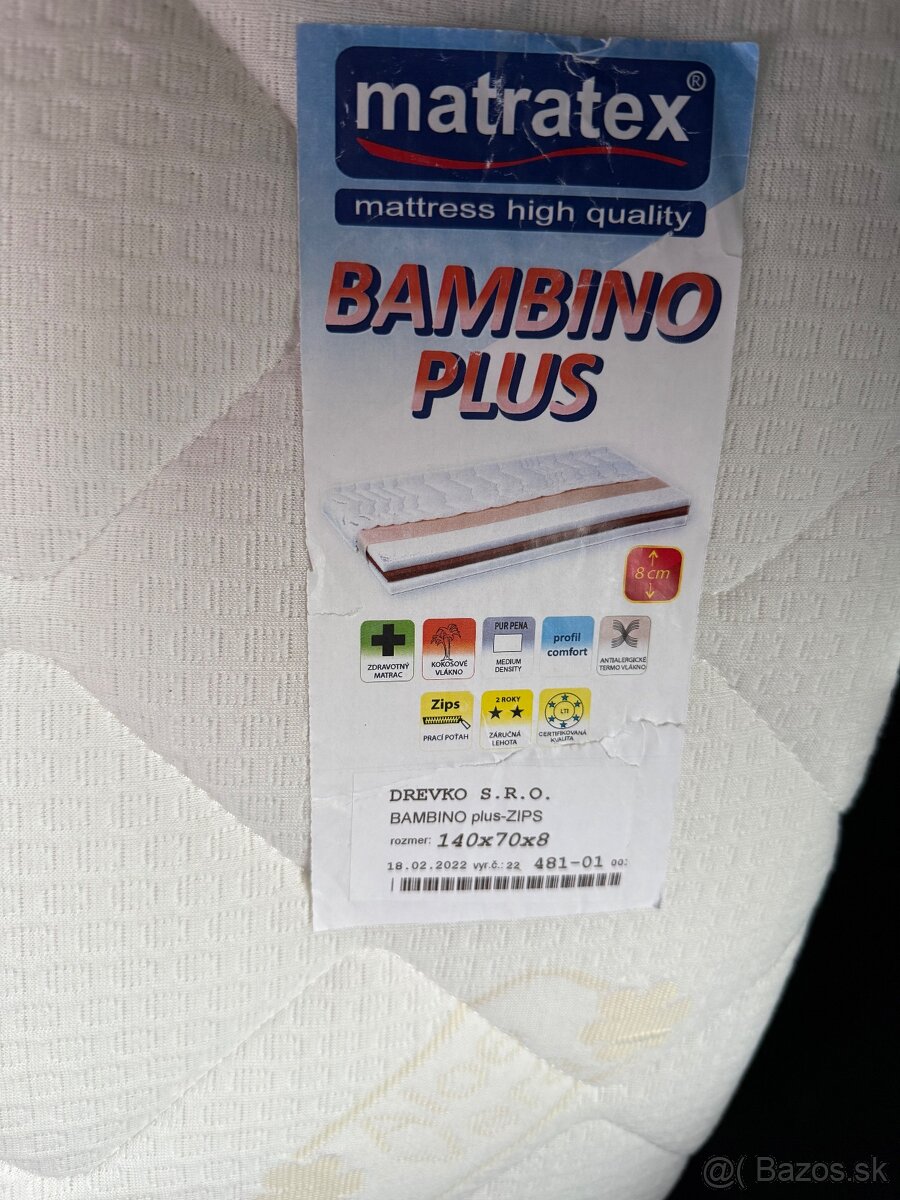 matratex®
mattress high quality
BAMBINO
PLUS
8 cm
ZDRAVOTNÝ
MATRAC
KOKOSOVÉ
VLÁKNO
PUR PENA
MEDIUM
DENSITY
profil
comfort
ANTIALERGICKÉ
TERMO VLÁKNO
Zips
PRACÍ POŤAH
2 ROKY
ZÁRUČNÁ
LEHOTA
LTI
CERTIFIKOVANÁ
KVALITA
DREVKO S.R.O.
BAMBINO plus-ZIPS
rozmer: 140x70x8
18.02.2022 vyr.č.: 22 481-01
@( Bazos.sk